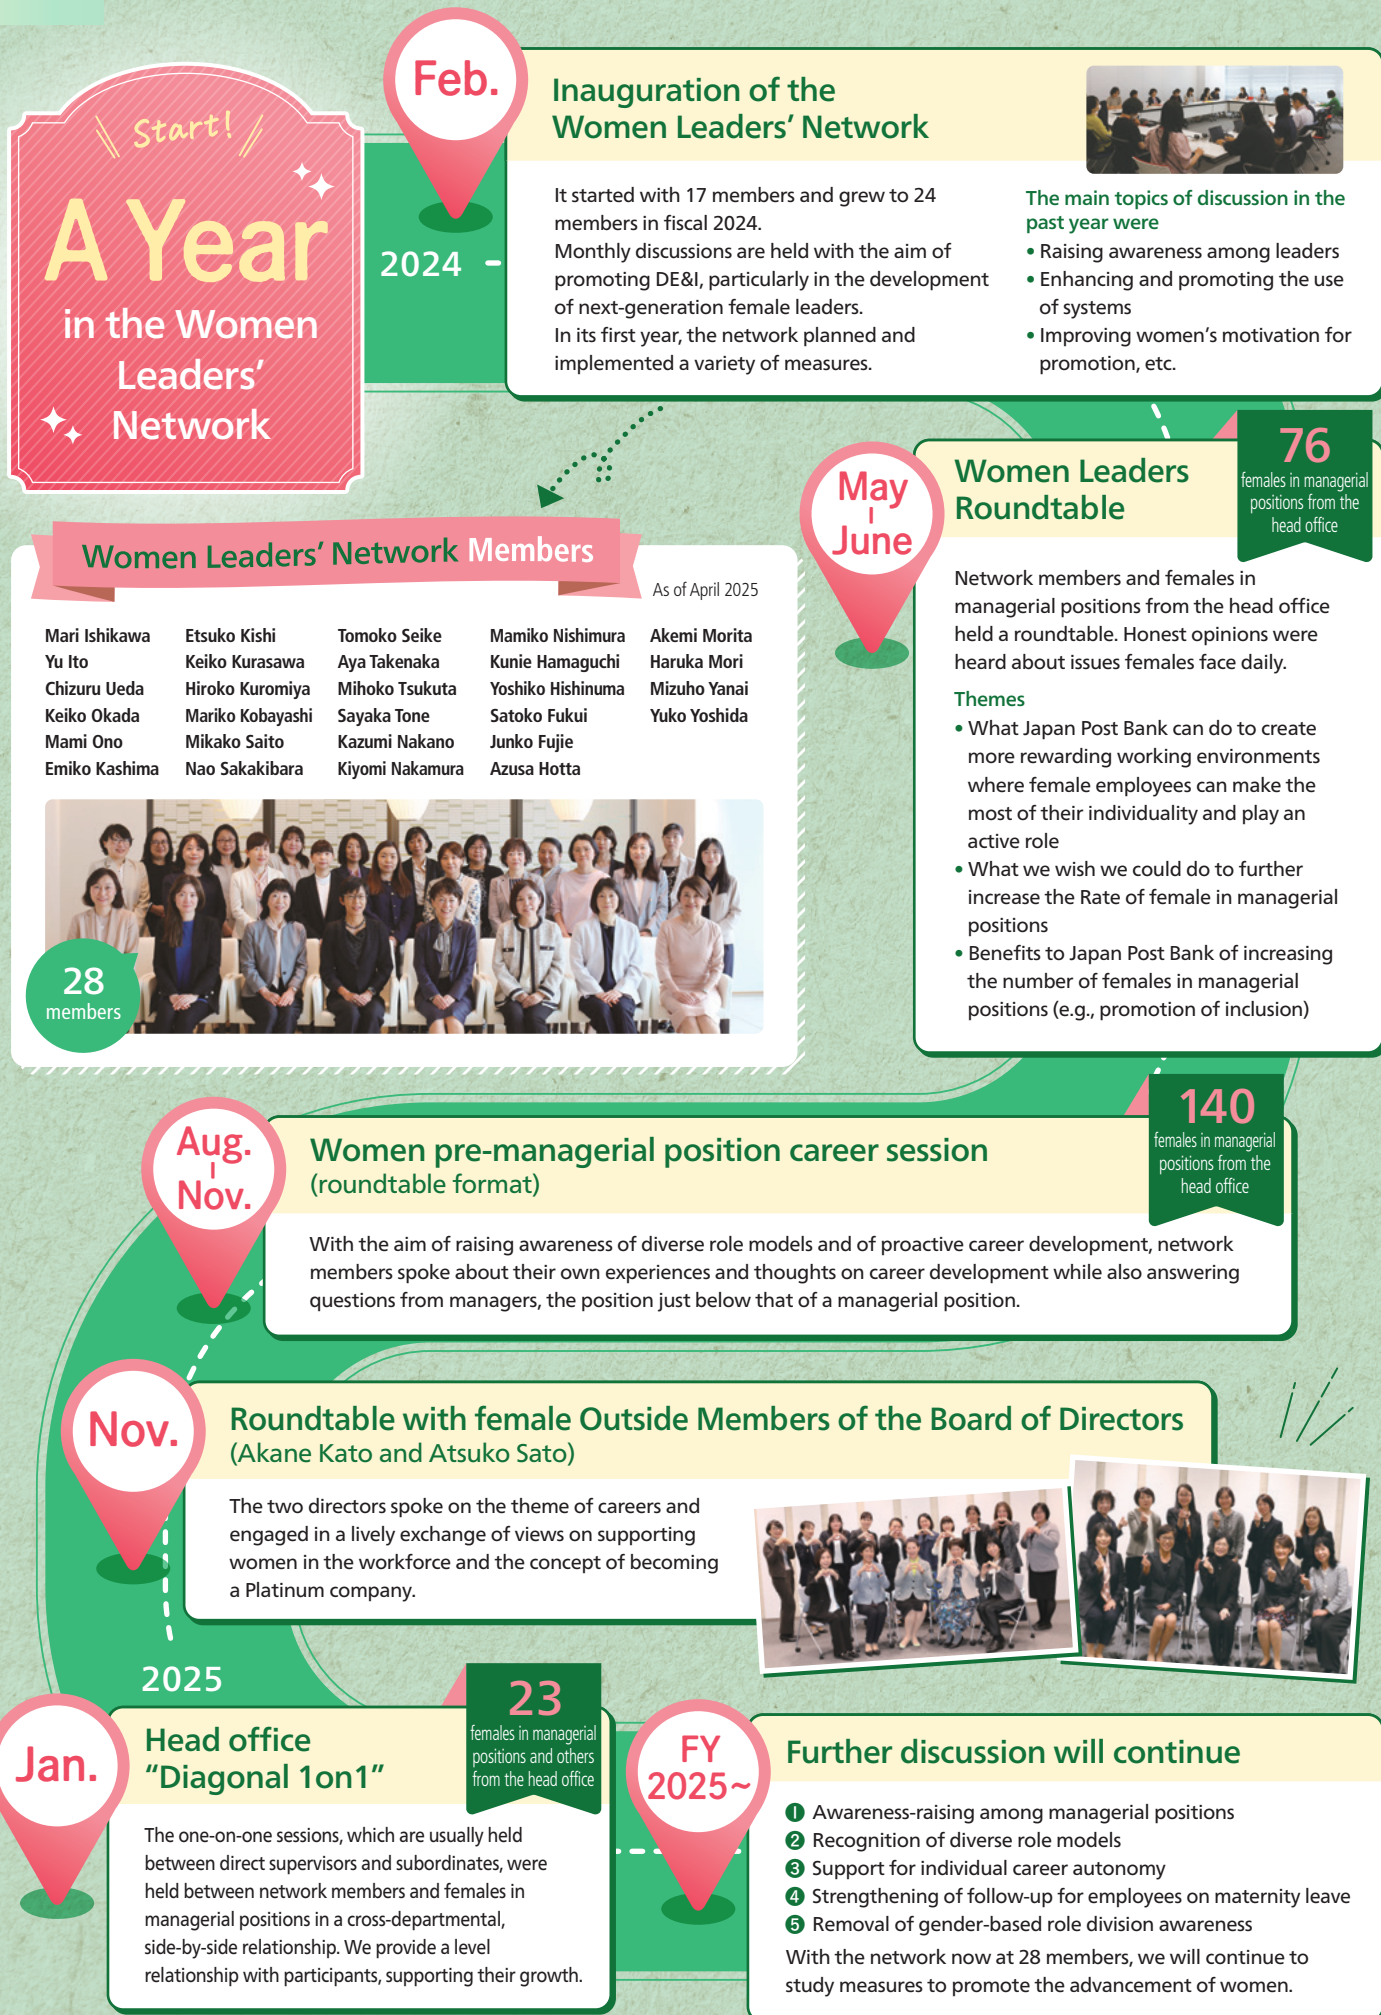 Start!
A Year
in the Women
Leaders’
Network
Feb.
2024
Inauguration of the
Women Leaders’ Network
It started with 17 members and grew to 24
members in fiscal 2024.
Monthly discussions are held with the aim of
promoting DE&I, particularly in the development
of next-generation female leaders.
In its first year, the network planned and
implemented a variety of measures.
The main topics of discussion in the
past year were
• Raising awareness among leaders
• Enhancing and promoting the use
of systems
• Improving women’s motivation for
promotion, etc.
Women Leaders’ Network Members
As of April 2025
Mari Ishikawa
Yu Ito
Chizuru Ueda
Keiko Okada
Mami Ono
Emiko Kashima
Etsuko Kishi
Keiko Kurasawa
Hiroko Kuromiya
Mariko Kobayashi
Mikako Saito
Nao Sakakibara
Tomoko Seike
Aya Takenaka
Mihoko Tsukuta
Sayaka Tone
Kazumi Nakano
Kiyomi Nakamura
Mamiko Nishimura
Kunie Hamaguchi
Yoshiko Hishinuma
Satoko Fukui
Junko Fujie
Azusa Hotta
Akemi Morita
Haruka Mori
Mizuho Yanai
Yuko Yoshida
28
members
May
–
June
Women Leaders
Roundtable
76
females in managerial
positions from the
head office
Network members and females in
managerial positions from the head office
held a roundtable. Honest opinions were
heard about issues females face daily.
Themes
• What Japan Post Bank can do to create
more rewarding working environments
where female employees can make the
most of their individuality and play an
active role
• What we wish we could do to further
increase the Rate of female in managerial
positions
• Benefits to Japan Post Bank of increasing
the number of females in managerial
positions (e.g., promotion of inclusion)
Aug.
–
Nov.
Women pre-managerial position career session
(roundtable format)
140
females in managerial
positions from the
head office
With the aim of raising awareness of diverse role models and of proactive career development, network
members spoke about their own experiences and thoughts on career development while also answering
questions from managers, the position just below that of a managerial position.
Nov.
Roundtable with female Outside Members of the Board of Directors
(Akane Kato and Atsuko Sato)
The two directors spoke on the theme of careers and
engaged in a lively exchange of views on supporting
women in the workforce and the concept of becoming
a Platinum company.
2025
Jan.
Head office
“Diagonal 1on1”
23
females in managerial
positions and others
from the head office
The one-on-one sessions, which are usually held
between direct supervisors and subordinates, were
held between network members and females in
managerial positions in a cross-departmental,
side-by-side relationship. We provide a level
relationship with participants, supporting their growth.
FY
2025~
Further discussion will continue
❶ Awareness-raising among managerial positions
❷ Recognition of diverse role models
❸ Support for individual career autonomy
❹ Strengthening of follow-up for employees on maternity leave
❺ Removal of gender-based role division awareness
With the network now at 28 members, we will continue to
study measures to promote the advancement of women.